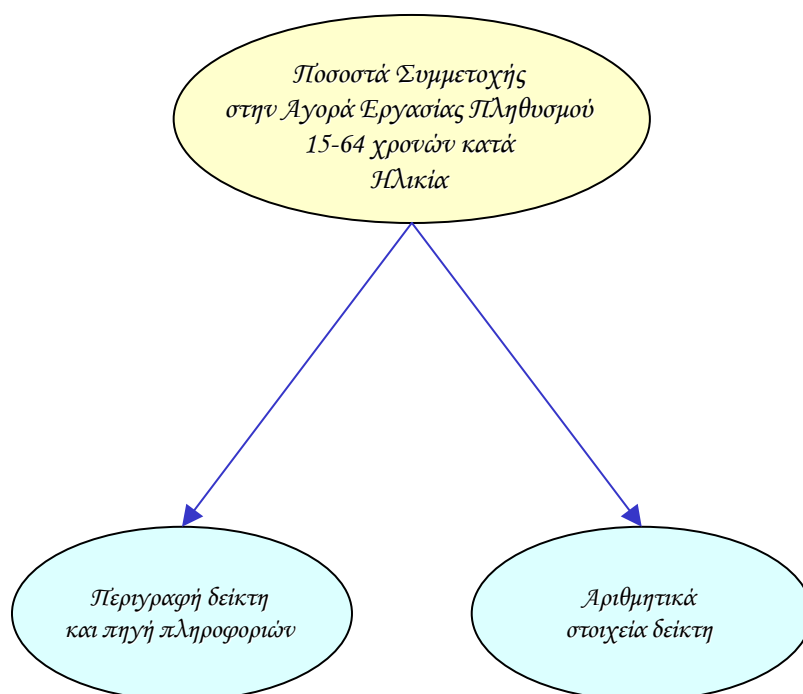 Ποσοστά Συμμετοχής
στην Αγορά Εργασίας Πληθυσμού
15-64 χρονών κατά
Ηλικία
Περιγραφή δείκτη
και πηγή πληροφοριών
Αριθμητικά
στοιχεία δείκτη